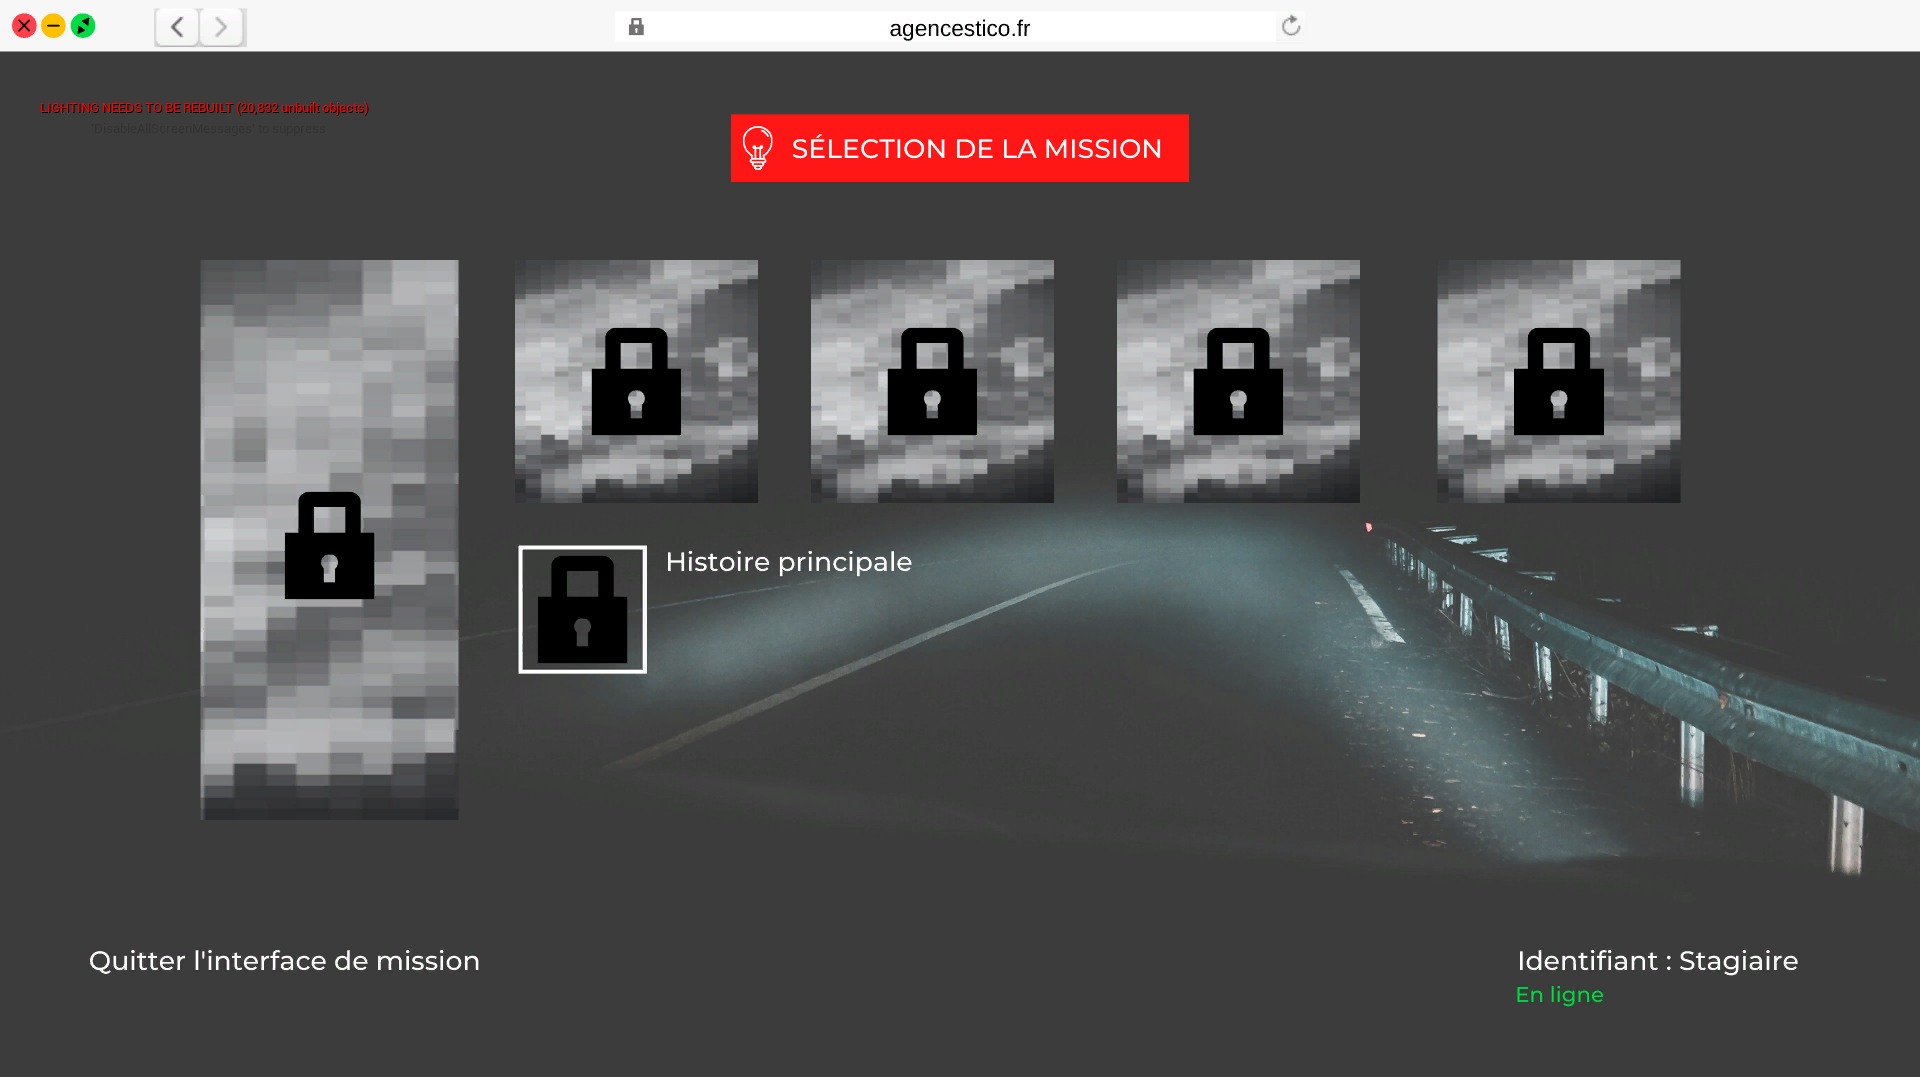 agencestico.fr
LIGHTING NEEDS TO BE REBUILT (20,832 unbuilt objects)
'DisableAllScreenMessages' to suppress
SÉLECTION DE LA MISSION
Histoire principale
Quitter l'interface de mission
Identifiant : Stagiaire
En ligne